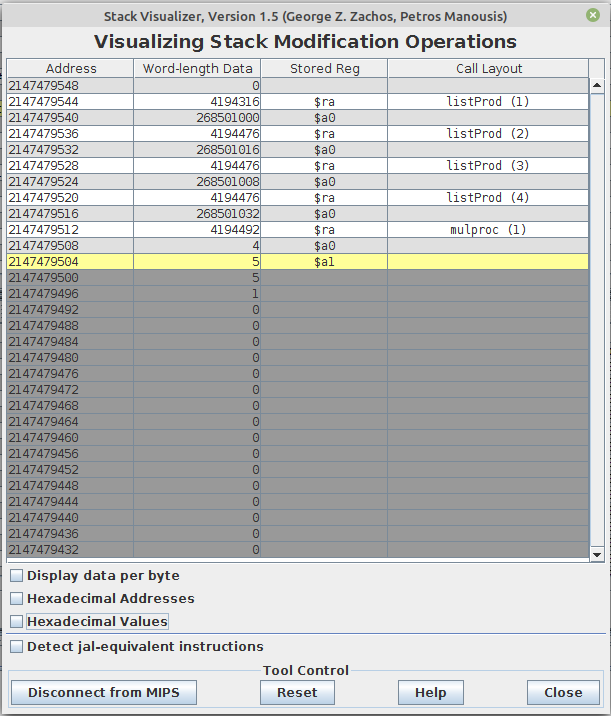 Stack Visualizer, Version 1.5 (George Z. Zachos, Petros Manousis)
Visualizing Stack Modification Operations
Address Word-length Data Stored Reg Call Layout
2147479548 0
2147479544 4194316 $ra listProd (1)
2147479540 268501000 $a0
2147479536 4194476 $ra listProd (2)
2147479532 268501016 $a0
2147479528 4194476 $ra listProd (3)
2147479524 268501008 $a0
2147479520 4194476 $ra listProd (4)
2147479516 268501032 $a0
2147479512 4194492 $ra mulproc (1)
2147479508 4 $a0
2147479504 5 $a1
2147479500 5
2147479496 1
2147479492 0
2147479488 0
2147479484 0
2147479480 0
2147479476 0
2147479472 0
2147479468 0
2147479464 0
2147479460 0
2147479456 0
2147479452 0
2147479448 0
2147479444 0
2147479440 0
2147479436 0
2147479432 0
Display data per byte
Hexadecimal Addresses
Hexadecimal Values
Detect jal-equivalent instructions
Tool Control
Disconnect from MIPS Reset Help Close